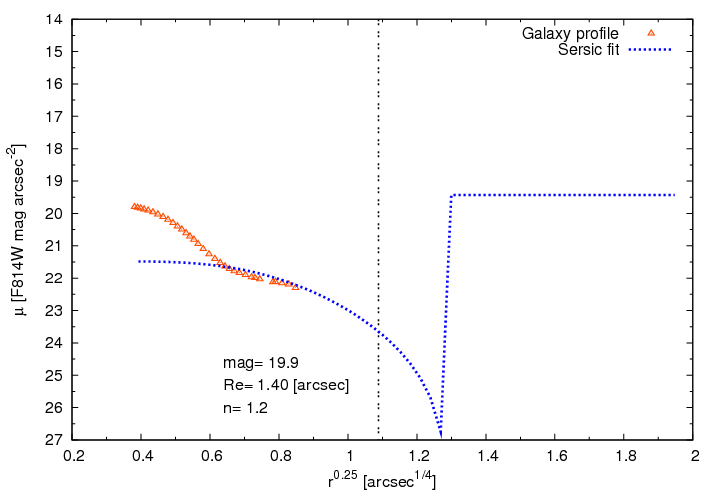 Galaxy profile
Sersic fit
14
15
16
17
18
19
20
21
22
23
24
25
26
27
μ [F814W mag arcsec^-2]
mag= 19.9
Re= 1.40 [arcsec]
n= 1.2
0.2 0.4 0.6 0.8 1 1.2 1.4 1.6 1.8 2
r^0.25 [arcsec^1/4]